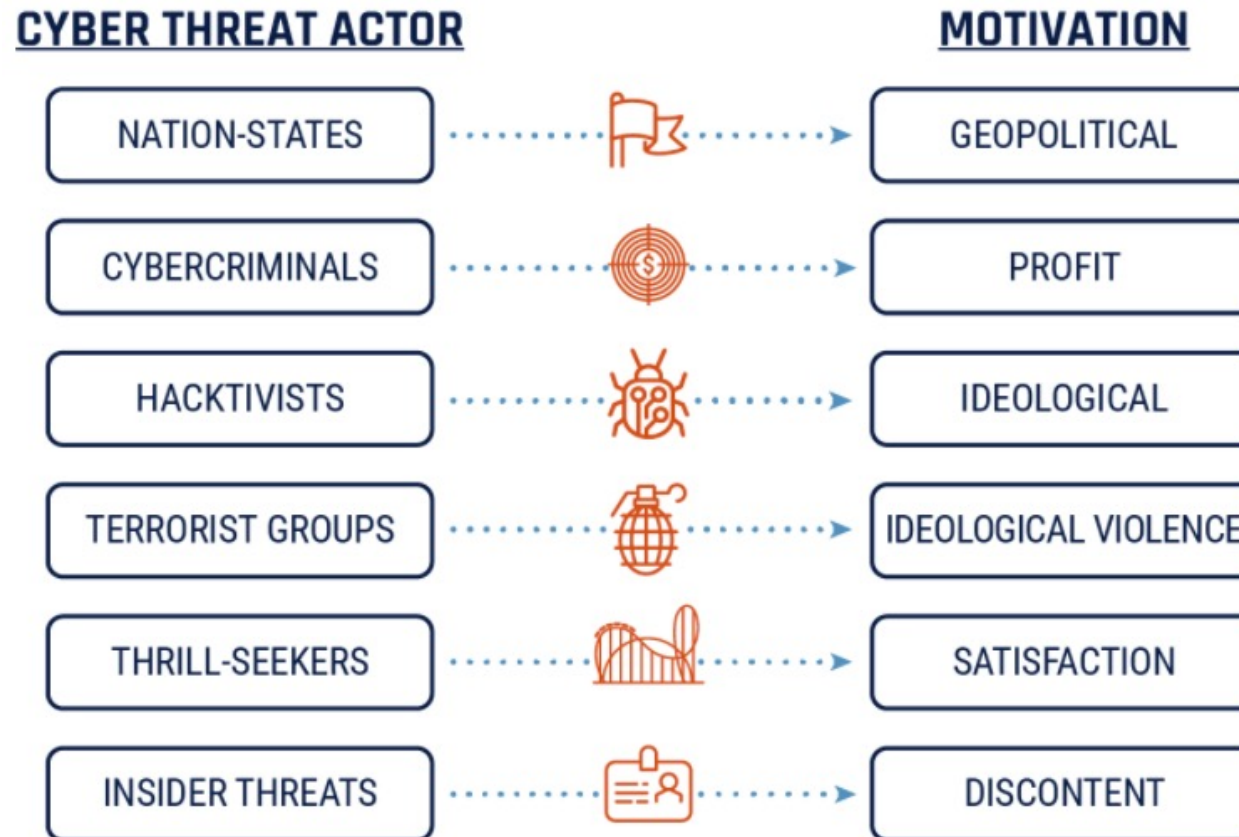 CYBER THREAT ACTOR MOTIVATION
NATION-STATES GEOPOLITICAL
CYBERCRIMINALS $ PROFIT
HACKTIVISTS IDEOLOGICAL
TERRORIST GROUPS IDEOLOGICAL VIOLENCE
THRILL-SEEKERS SATISFACTION
INSIDER THREATS DISCONTENT